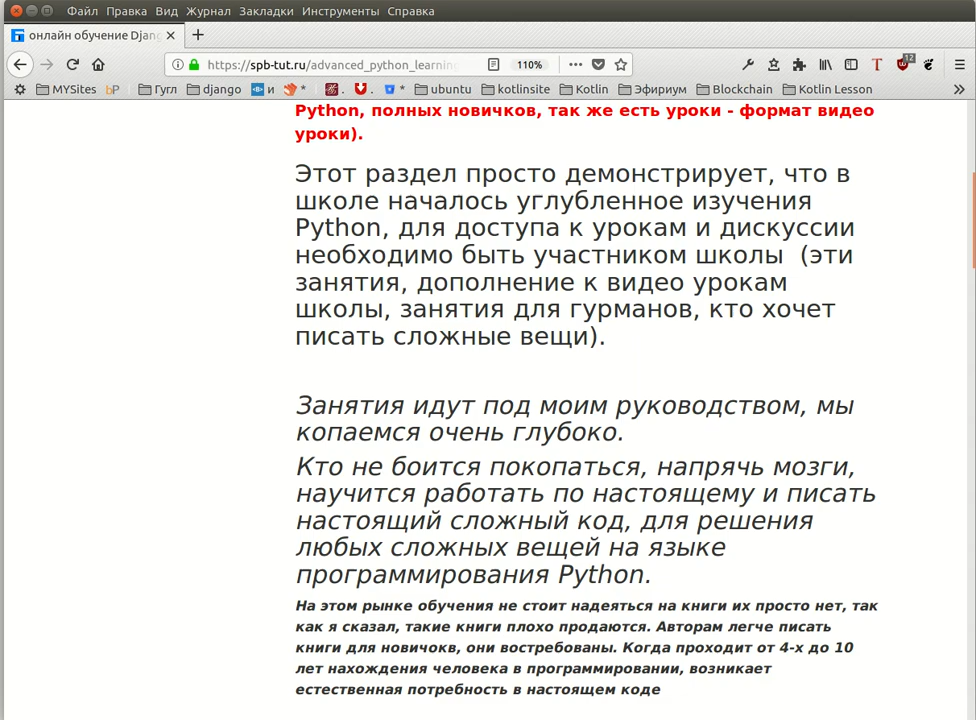 Файл Правка Вид Журнал Закладки Инструменты Справка
онлайн обучение Djang
https://spb-tut.ru/advanced_python_learning 110%
T 12
MYSites bP Гугл django и * . . * . ubuntu kotlinsite Kotlin Эфириум Blockchain Kotlin Lesson
Python, полных новичков, так же есть уроки - формат видео
уроки).
Этот раздел просто демонстрирует, что в
школе началось углубленное изучения
Python, для доступа к урокам и дискуссии
необходимо быть участником школы (эти
занятия, дополнение к видео урокам
школы, занятия для гурманов, кто хочет
писать сложные вещи).
Занятия идут под моим руководством, мы
копаемся очень глубоко.
Кто не боится покопаться, напрячь мозги,
научится работать по настоящему и писать
настоящий сложный код, для решения
любых сложных вещей на языке
программирования Python.
На этом рынке обучения не стоит надеяться на книги их просто нет, так
как я сказал, такие книги плохо продаются. Авторам легче писать
книги для новичокв, они востребованы. Когда проходит от 4-х до 10
лет нахождения человека в программировании, возникает
естественная потребность в настоящем коде